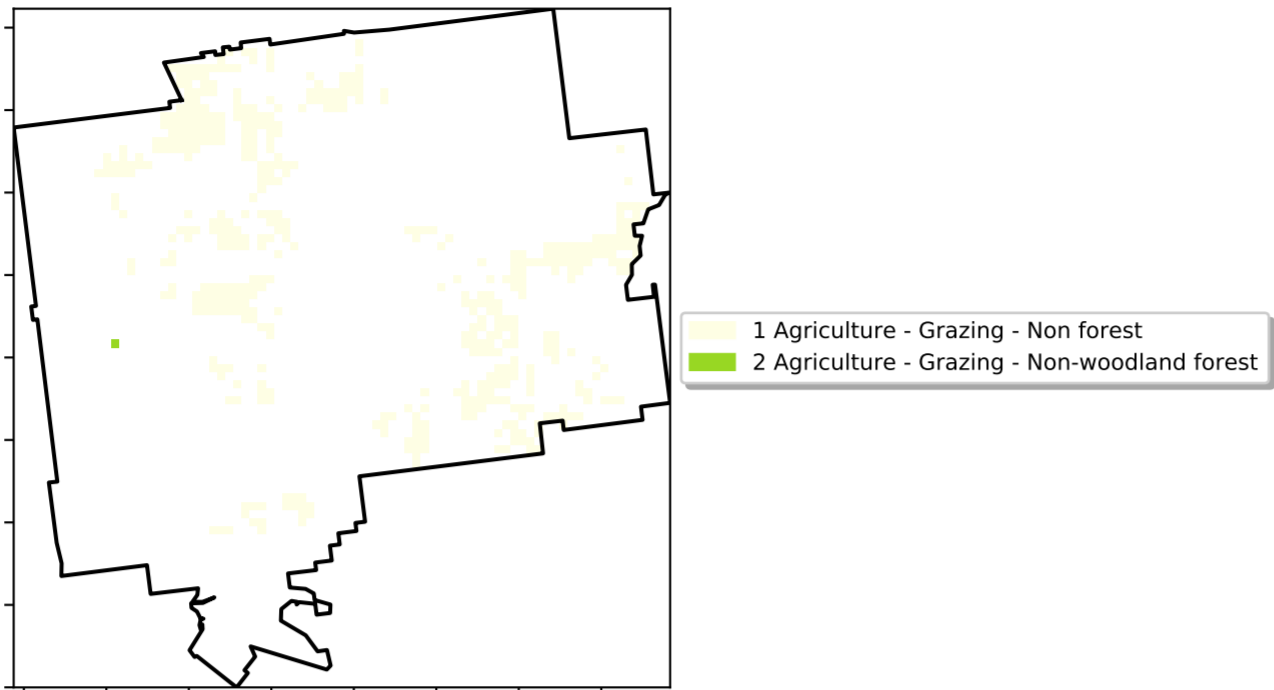 1 Agriculture - Grazing - Non forest
2 Agriculture - Grazing - Non-woodland forest